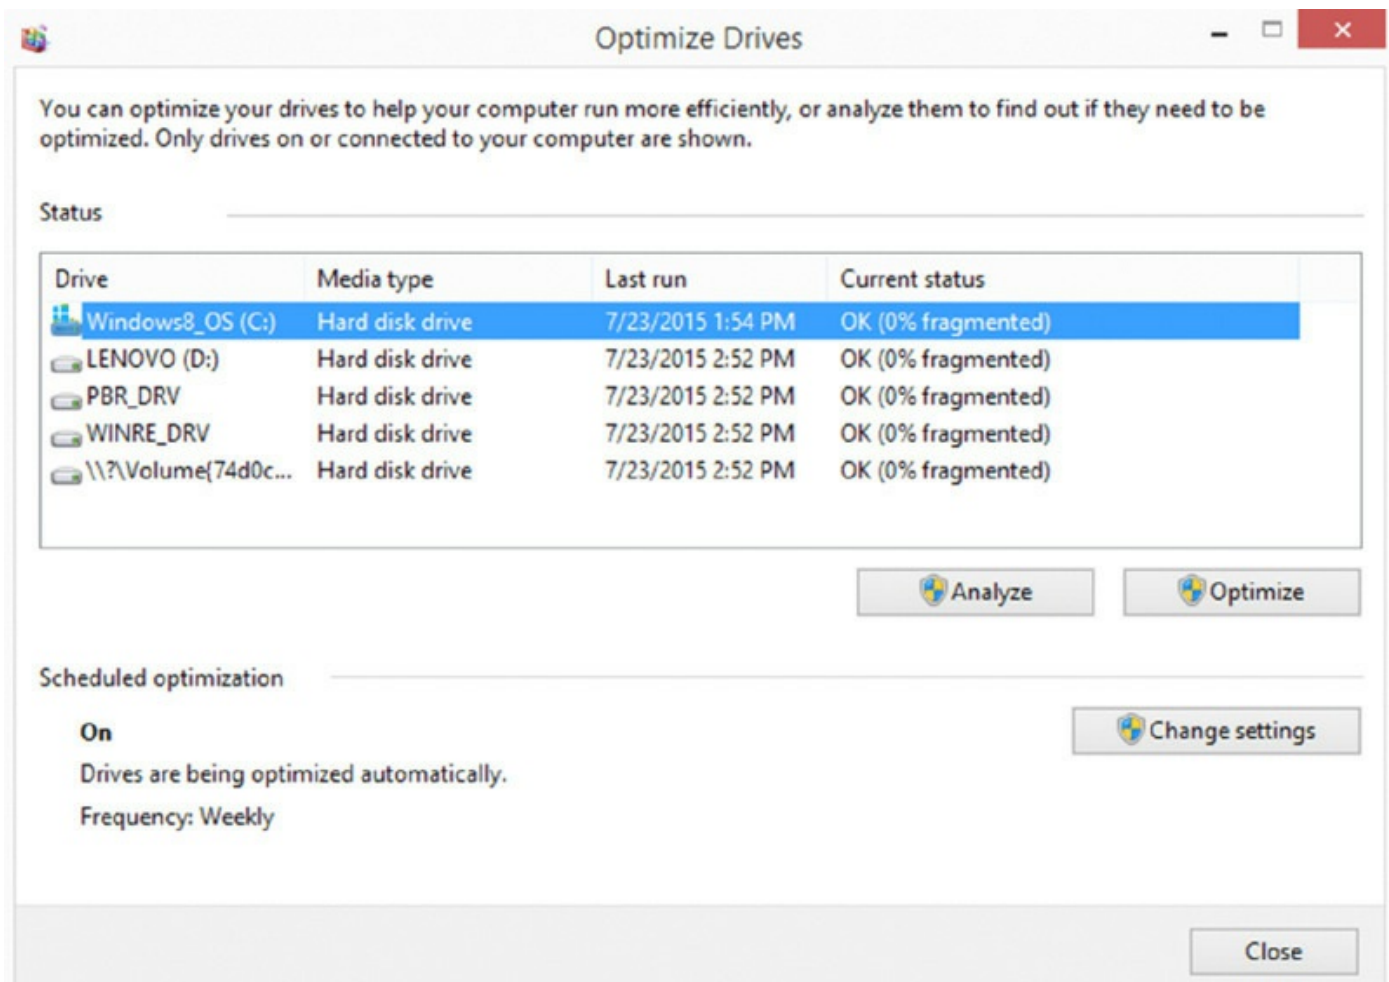 Optimize Drives
You can optimize your drives to help your computer run more efficiently, or analyze them to find out if they need to be
optimized. Only drives on or connected to your computer are shown.
Status
Drive Media type Last run Current status
Windows8_OS (C:) Hard disk drive 7/23/2015 1:54 PM OK (0% fragmented)
LENOVO (D:) Hard disk drive 7/23/2015 2:52 PM OK (0% fragmented)
PBR_DRV Hard disk drive 7/23/2015 2:52 PM OK (0% fragmented)
WINRE_DRV Hard disk drive 7/23/2015 2:52 PM OK (0% fragmented)
\\?\Volume{74d0c... Hard disk drive 7/23/2015 2:52 PM OK (0% fragmented)
Analyze Optimize
Scheduled optimization
On Change settings
Drives are being optimized automatically.
Frequency: Weekly
Close